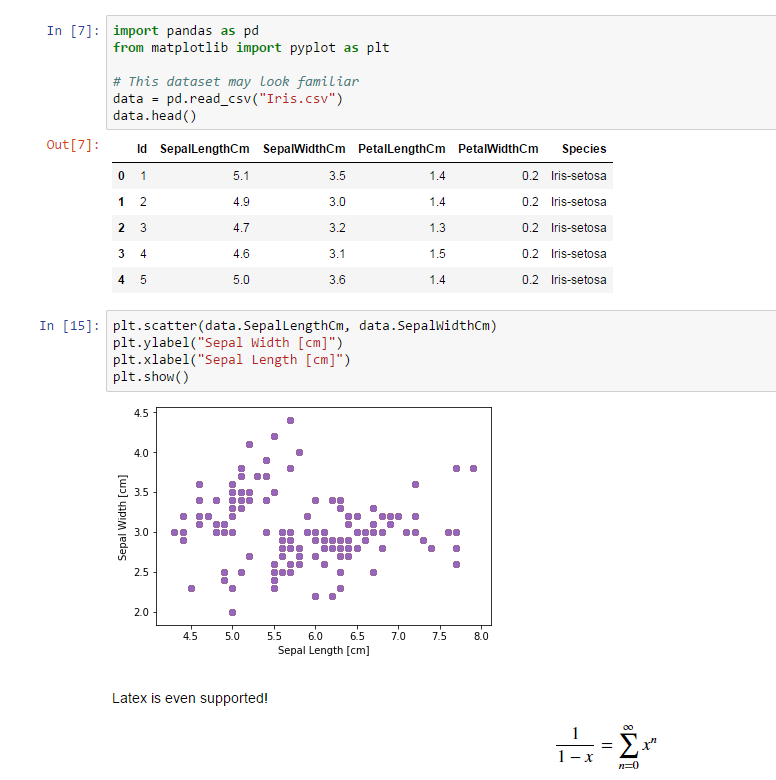 In [7]: import pandas as pd
from matplotlib import pyplot as plt
# This dataset may look familiar
data = pd.read_csv("Iris.csv")
data.head()
Out[7]:
Id SepalLengthCm SepalWidthCm PetalLengthCm PetalWidthCm Species
0 1 5.1 3.5 1.4 0.2 Iris-setosa
1 2 4.9 3.0 1.4 0.2 Iris-setosa
2 3 4.7 3.2 1.3 0.2 Iris-setosa
3 4 4.6 3.1 1.5 0.2 Iris-setosa
4 5 5.0 3.6 1.4 0.2 Iris-setosa
In [15]: plt.scatter(data.SepalLengthCm, data.SepalWidthCm)
plt.ylabel("Sepal Width [cm]")
plt.xlabel("Sepal Length [cm]")
plt.show()
Sepal Width [cm]
4.5
4.0
3.5
3.0
2.5
2.0
4.5 5.0 5.5 6.0 6.5 7.0 7.5 8.0
Sepal Length [cm]
Latex is even supported!
1/(1 − x) = ∑_{n=0}^{∞} xⁿ